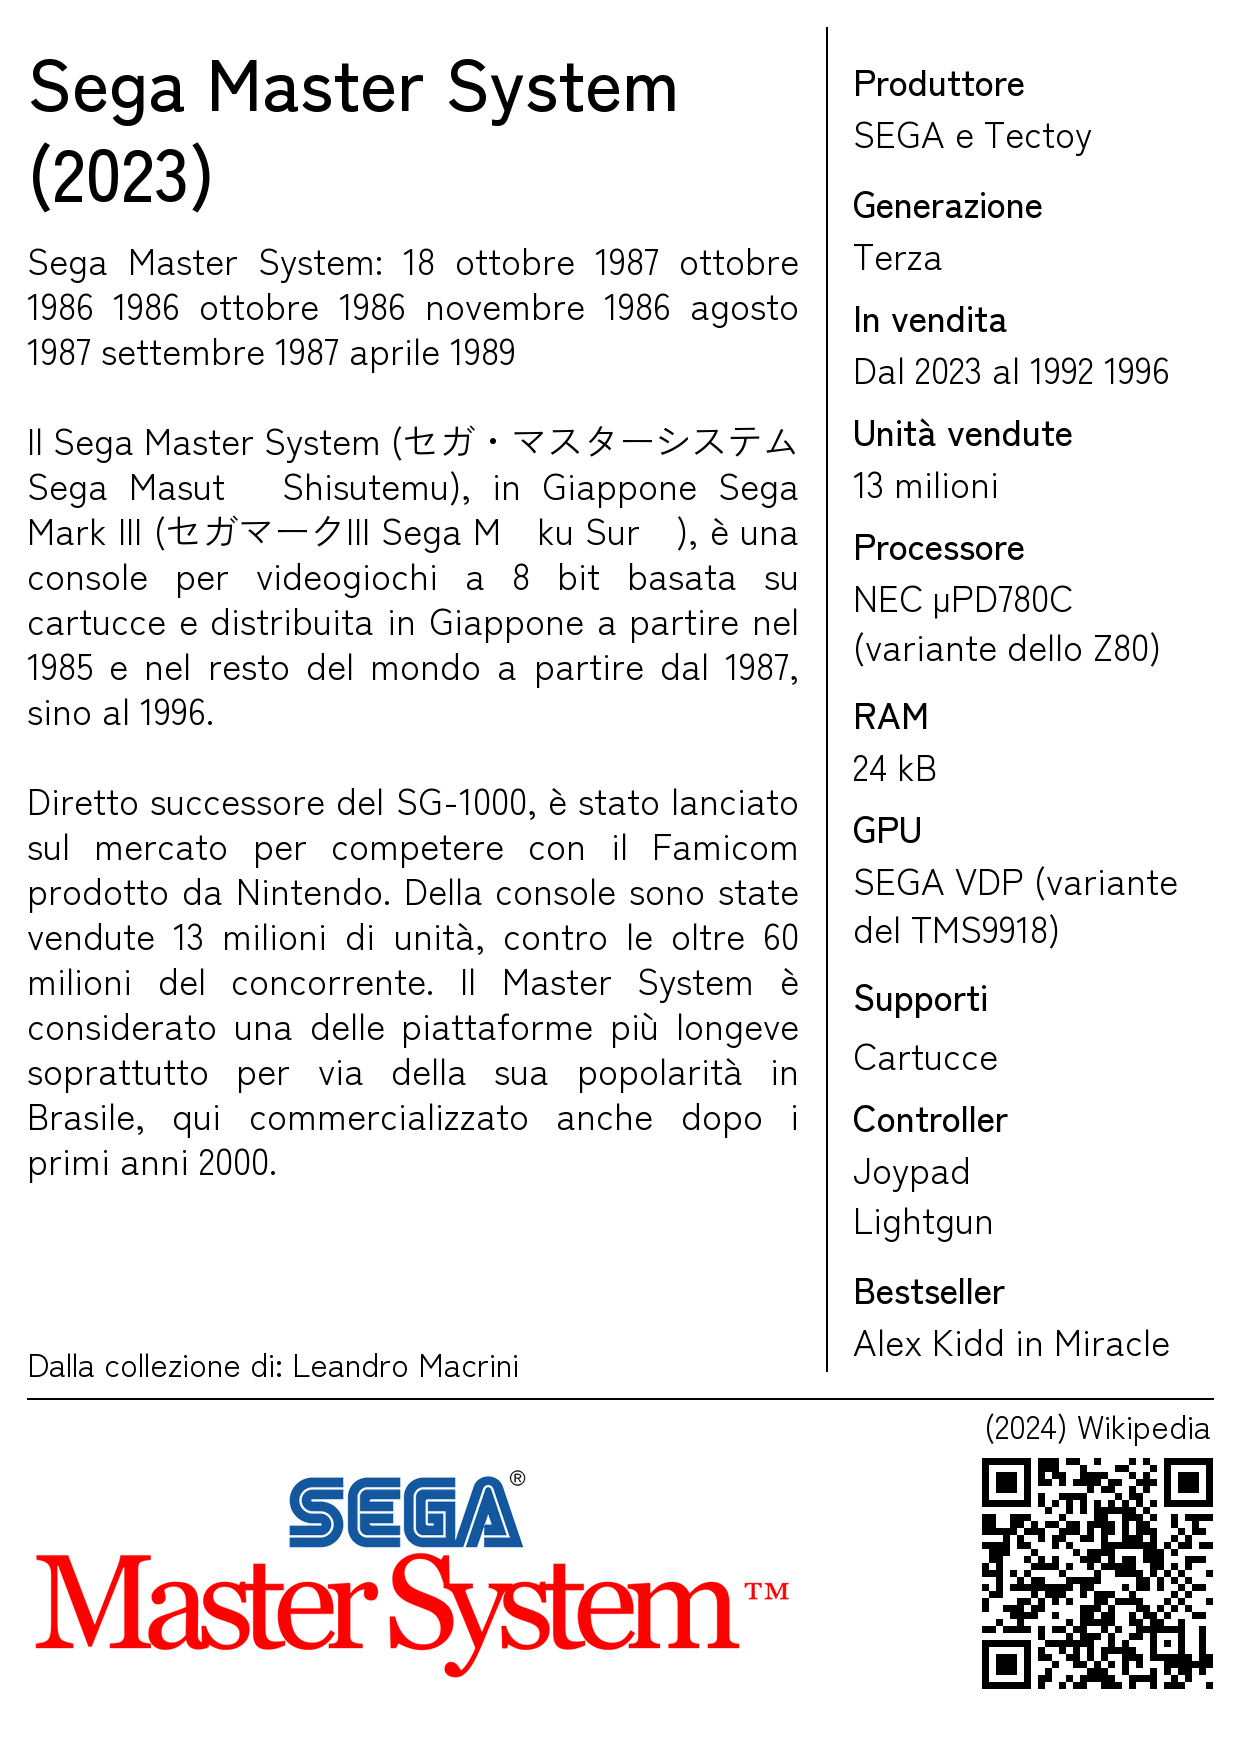 Sega Master System
(2023)
Sega Master System: 18 ottobre 1987 ottobre
1986 1986 ottobre 1986 novembre 1986 agosto
1987 settembre 1987 aprile 1989
Il Sega Master System (セガ・マスターシステム
Sega Masut Shisutemu), in Giappone Sega
Mark III (セガマークIII Sega M ku Sur ), è una
console per videogiochi a 8 bit basata su
cartucce e distribuita in Giappone a partire nel
1985 e nel resto del mondo a partire dal 1987,
sino al 1996.
Diretto successore del SG-1000, è stato lanciato
sul mercato per competere con il Famicom
prodotto da Nintendo. Della console sono state
vendute 13 milioni di unità, contro le oltre 60
milioni del concorrente. Il Master System è
considerato una delle piattaforme più longeve
soprattutto per via della sua popolarità in
Brasile, qui commercializzato anche dopo i
primi anni 2000.
Dalla collezione di: Leandro Macrini
Produttore
SEGA e Tectoy
Generazione
Terza
In vendita
Dal 2023 al 1992 1996
Unità vendute
13 milioni
Processore
NEC µPD780C
(variante dello Z80)
RAM
24 kB
GPU
SEGA VDP (variante
del TMS9918)
Supporti
Cartucce
Controller
Joypad
Lightgun
Bestseller
Alex Kidd in Miracle
(2024) Wikipedia
SEGA®
Master System™